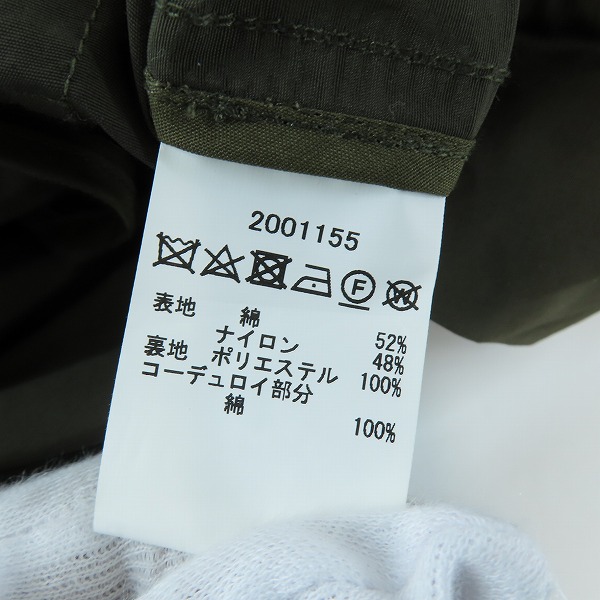 2001155
F W
表地 綿 52%
ナイロン 48%
裏地 ポリエステル 100%
コーデュロイ部分
綿 100%